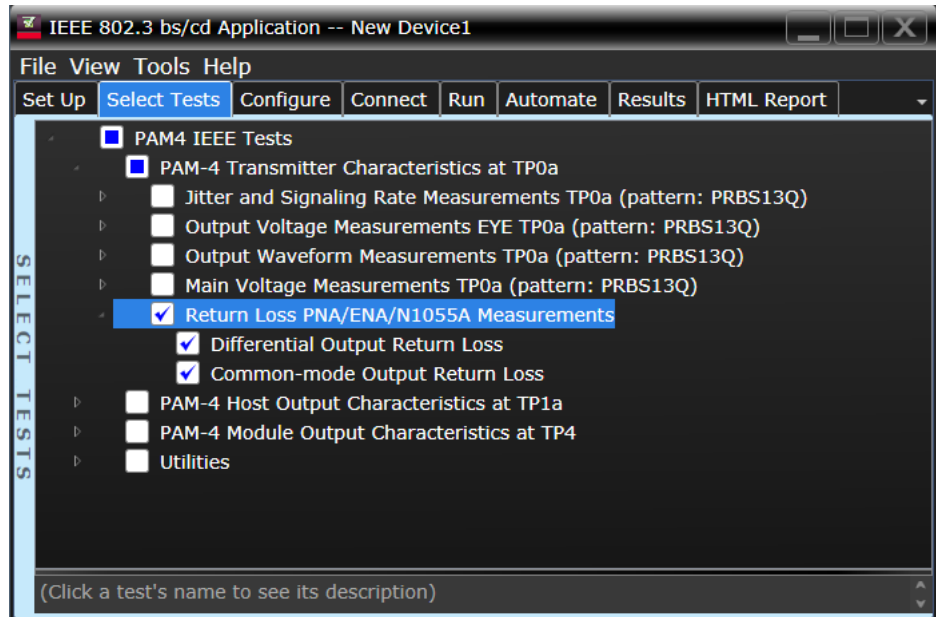 IEEE 802.3 bs/cd Application -- New Device1
File View Tools Help
Set Up Select Tests Configure Connect Run Automate Results HTML Report
SELECT TESTS
PAM4 IEEE Tests
PAM-4 Transmitter Characteristics at TP0a
Jitter and Signaling Rate Measurements TP0a (pattern: PRBS13Q)
Output Voltage Measurements EYE TP0a (pattern: PRBS13Q)
Output Waveform Measurements TP0a (pattern: PRBS13Q)
Main Voltage Measurements TP0a (pattern: PRBS13Q)
Return Loss PNA/ENA/N1055A Measurements
Differential Output Return Loss
Common-mode Output Return Loss
PAM-4 Host Output Characteristics at TP1a
PAM-4 Module Output Characteristics at TP4
Utilities
(Click a test's name to see its description)